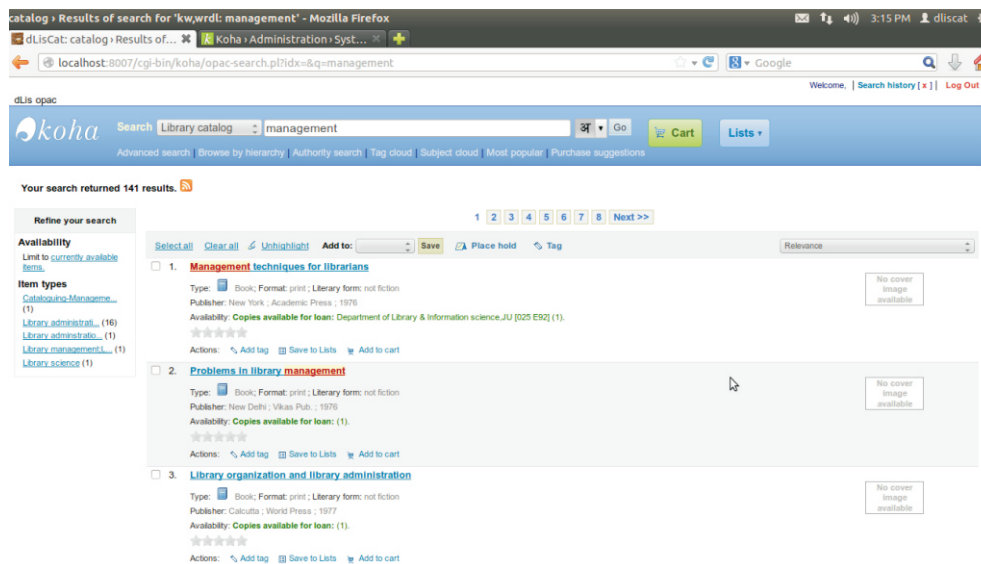 catalog › Results of search for 'kw,wrdl: management' - Mozilla Firefox 3:15 PM dliscat
dLisCat: catalog › Results of... Koha › Administration › Syst...
localhost:8007/cgi-bin/koha/opac-search.pl?idx=&q=management Google
Welcome, | Search history [x] | Log Out
dLis opac
koha Search Library catalog management अ Go Cart Lists
Advanced search | Browse by hierarchy | Authority search | Tag cloud | Subject cloud | Most popular | Purchase suggestions
Your search returned 141 results.
Refine your search
Availability
Limit to currently available
items.
Item types
Cataloguing-Manageme...
(1)
Library administrati... (16)
Library adminstratio... (1)
Library management:L... (1)
Library science (1)
1 2 3 4 5 6 7 8 Next >>
Select all Clear all Unhighlight Add to: Save Place hold Tag Relevance
1. Management techniques for librarians
Type: Book; Format: print ; Literary form: not fiction
Publisher: New York ; Academic Press ; 1976
Availability: Copies available for loan: Department of Library & Information science,JU [025 E92] (1).
Actions: Add tag Save to Lists Add to cart
No cover
image
available
2. Problems in library management
Type: Book; Format: print ; Literary form: not fiction
Publisher: New Delhi ; Vikas Pub. ; 1976
Availability: Copies available for loan: (1).
Actions: Add tag Save to Lists Add to cart
No cover
image
available
3. Library organization and library administration
Type: Book; Format: print ; Literary form: not fiction
Publisher: Calcutta ; World Press ; 1977
Availability: Copies available for loan: (1).
Actions: Add tag Save to Lists Add to cart
No cover
image
available